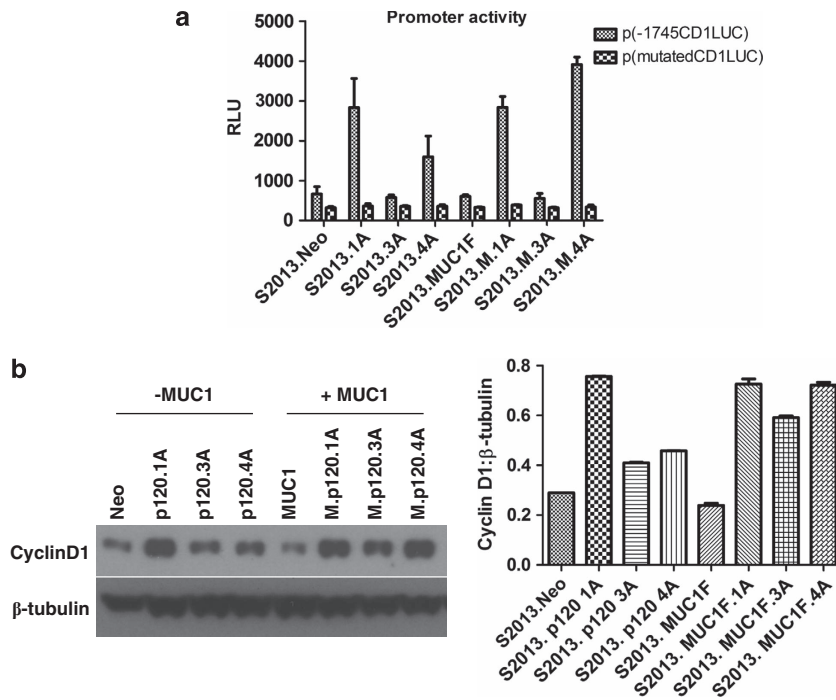 a
Promoter activity
p(-1745CD1LUC)
p(mutatedCD1LUC)
RLU
5000
4000
3000
2000
1000
0
S2013.Neo
S2013.1A
S2013.3A
S2013.4A
S2013.MUC1F
S2013.M.1A
S2013.M.3A
S2013.M.4A
b
-MUC1
+ MUC1
Neo
p120.1A
p120.3A
p120.4A
MUC1
M.p120.1A
M.p120.3A
M.p120.4A
CyclinD1
β-tubulin
Cyclin D1:β-tubulin
0.8
0.6
0.4
0.2
0.0
S2013.Neo
S2013. p120 1A
S2013. p120 3A
S2013. p120 4A
S2013. MUC1F
S2013. MUC1F.1A
S2013. MUC1F.3A
S2013. MUC1F.4A